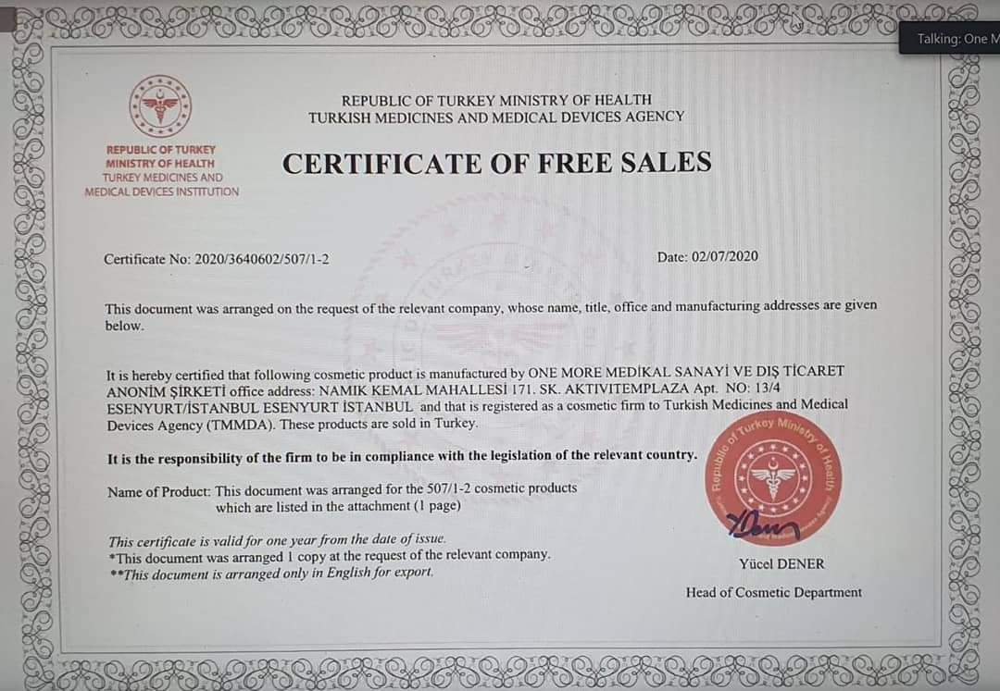 Talking: One M
REPUBLIC OF TURKEY MINISTRY OF HEALTH
TURKISH MEDICINES AND MEDICAL DEVICES AGENCY
REPUBLIC OF TURKEY
MINISTRY OF HEALTH
TURKEY MEDICINES AND
MEDICAL DEVICES INSTITUTION
CERTIFICATE OF FREE SALES
Certificate No: 2020/3640602/507/1-2
Date: 02/07/2020
This document was arranged on the request of the relevant company, whose name, title, office and manufacturing addresses are given
below.
It is hereby certified that following cosmetic product is manufactured by ONE MORE MEDİKAL SANAYİ VE DIŞ TİCARET
ANONİM ŞİRKETİ office address: NAMIK KEMAL MAHALLESİ 171. SK. AKTIVITEMPLAZA Apt. NO: 13/4
ESENYURT/İSTANBUL ESENYURT İSTANBUL and that is registered as a cosmetic firm to Turkish Medicines and Medical
Devices Agency (TMMDA). These products are sold in Turkey.
It is the responsibility of the firm to be in compliance with the legislation of the relevant country.
Name of Product: This document was arranged for the 507/1-2 cosmetic products
which are listed in the attachment (1 page)
This certificate is valid for one year from the date of issue.
*This document was arranged 1 copy at the request of the relevant company.
**This document is arranged only in English for export.
Republic of Turkey Ministry of Health
Yücel DENER
Head of Cosmetic Department